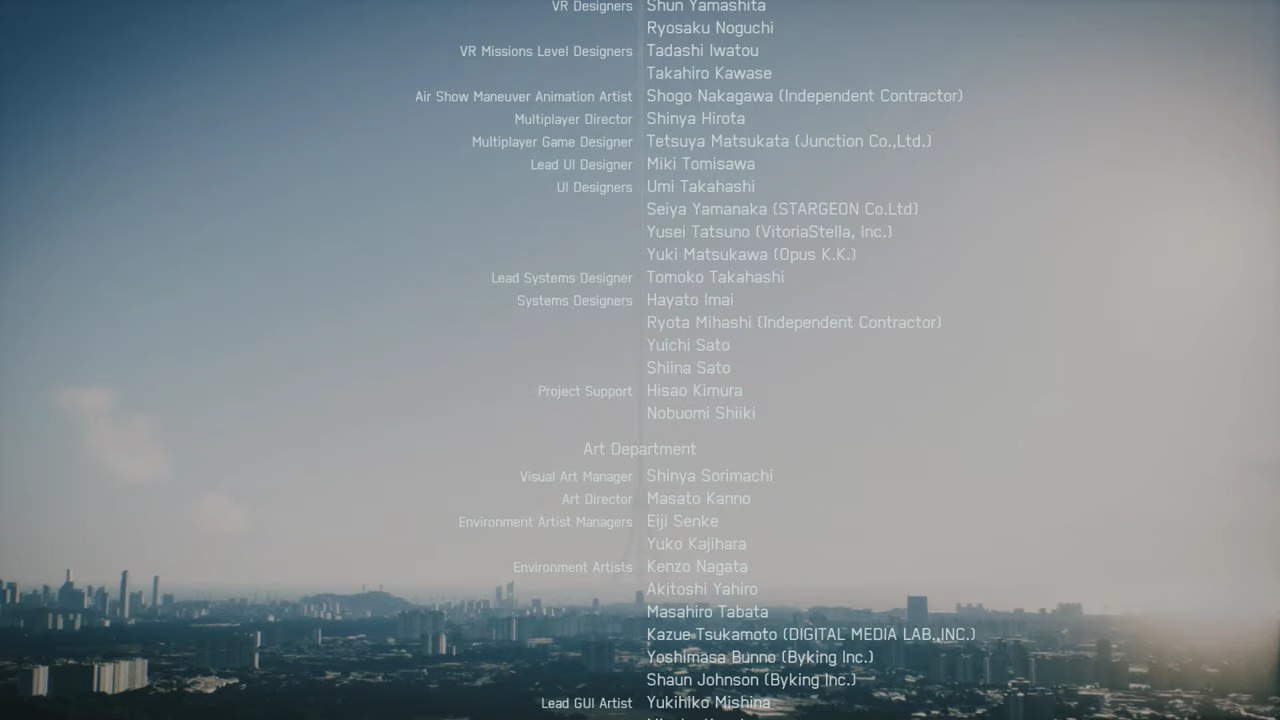 VR Designers Shun Yamashita
Ryosaku Noguchi
VR Missions Level Designers Tadashi Iwatou
Takahiro Kawase
Air Show Maneuver Animation Artist Shogo Nakagawa (Independent Contractor)
Multiplayer Director Shinya Hirota
Multiplayer Game Designer Tetsuya Matsukata (Junction Co.,Ltd.)
Lead UI Designer Miki Tomisawa
UI Designers Umi Takahashi
Seiya Yamanaka (STARGEON Co.Ltd)
Yusei Tatsuno (VitoriaStella, Inc.)
Yuki Matsukawa (Opus K.K.)
Lead Systems Designer Tomoko Takahashi
Systems Designers Hayato Imai
Ryota Mihashi (Independent Contractor)
Yuichi Sato
Shiina Sato
Project Support Hisao Kimura
Nobuomi Shiiki
Art Department
Visual Art Manager Shinya Sorimachi
Art Director Masato Kanno
Environment Artist Managers Eiji Senke
Yuko Kajihara
Environment Artists Kenzo Nagata
Akitoshi Yahiro
Masahiro Tabata
Kazue Tsukamoto (DIGITAL MEDIA LAB.,INC.)
Yoshimasa Bunno (Byking Inc.)
Shaun Johnson (Byking Inc.)
Lead GUI Artist Yukihiko Mishina